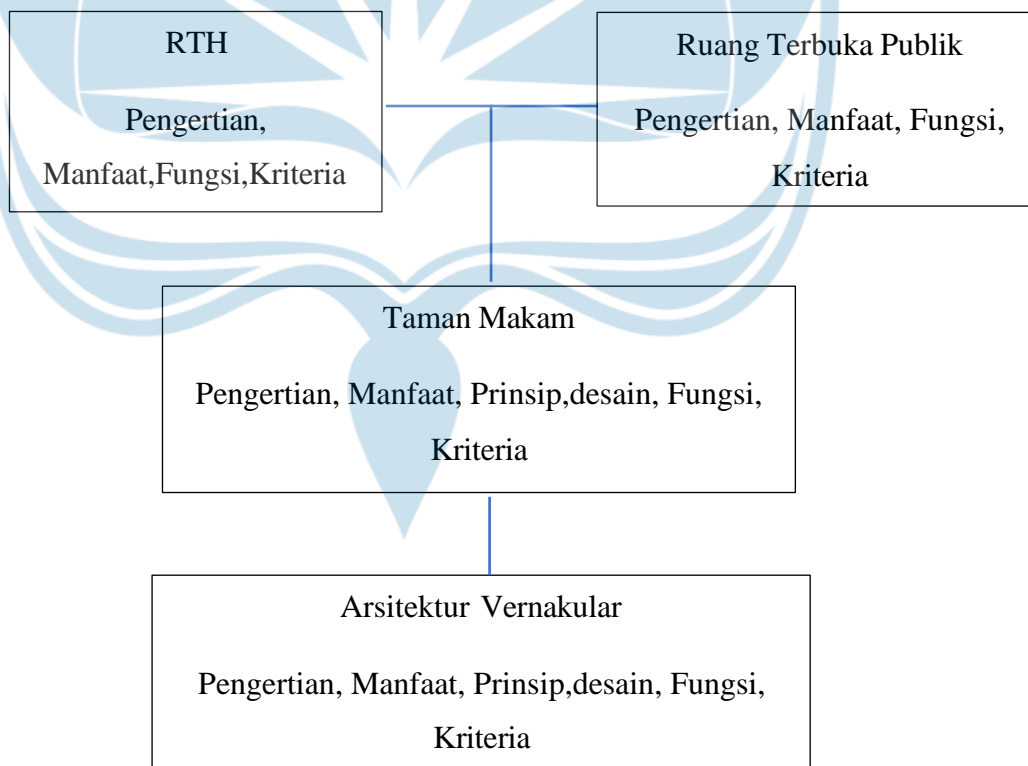 RTH
Pengertian,
Manfaat,Fungsi,Kriteria
Ruang Terbuka Publik
Pengertian, Manfaat, Fungsi,
Kriteria
Taman Makam
Pengertian, Manfaat, Prinsip,desain, Fungsi,
Kriteria
Arsitektur Vernakular
Pengertian, Manfaat, Prinsip,desain, Fungsi,
Kriteria